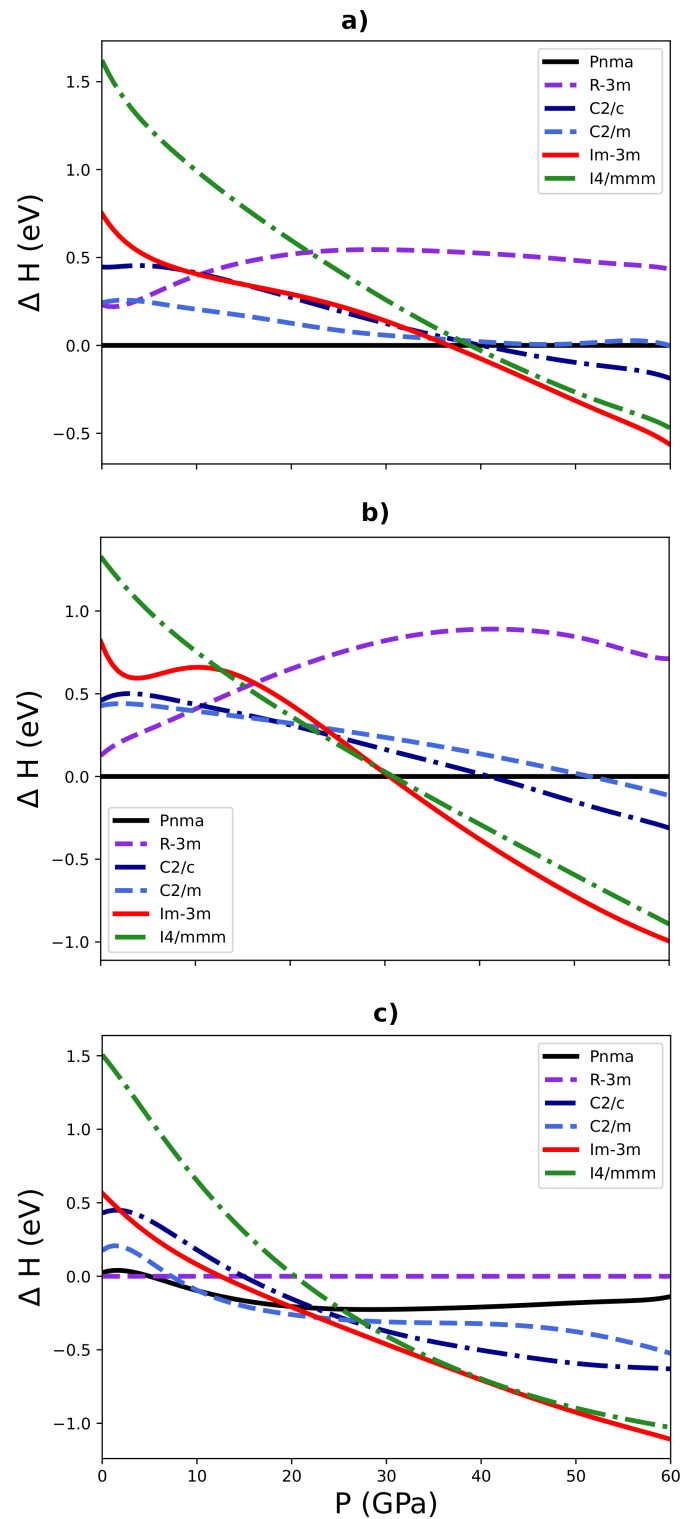 a)
Δ H (eV)
1.5
1.0
0.5
0.0
−0.5
Pnma
R-3m
C2/c
C2/m
Im-3m
I4/mmm
b)
Δ H (eV)
1.0
0.5
0.0
−0.5
−1.0
Pnma
R-3m
C2/c
C2/m
Im-3m
I4/mmm
c)
Δ H (eV)
1.5
1.0
0.5
0.0
−0.5
−1.0
Pnma
R-3m
C2/c
C2/m
Im-3m
I4/mmm
0 10 20 30 40 50 60
P (GPa)